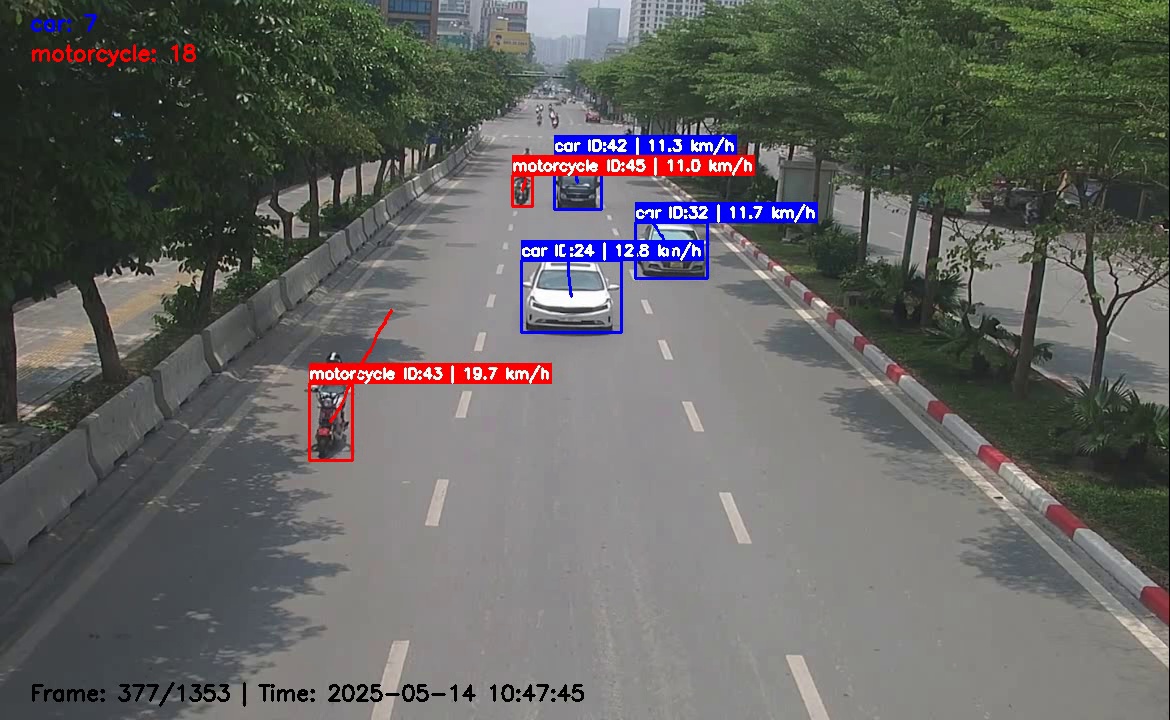 car: 7
motorcycle: 18
car ID:42 | 11.3 km/h
motorcycle ID:45 | 11.0 km/h
car ID:32 | 11.7 km/h
car ID:24 | 12.8 km/h
motorcycle ID:43 | 19.7 km/h
Frame: 377/1353 | Time: 2025-05-14 10:47:45